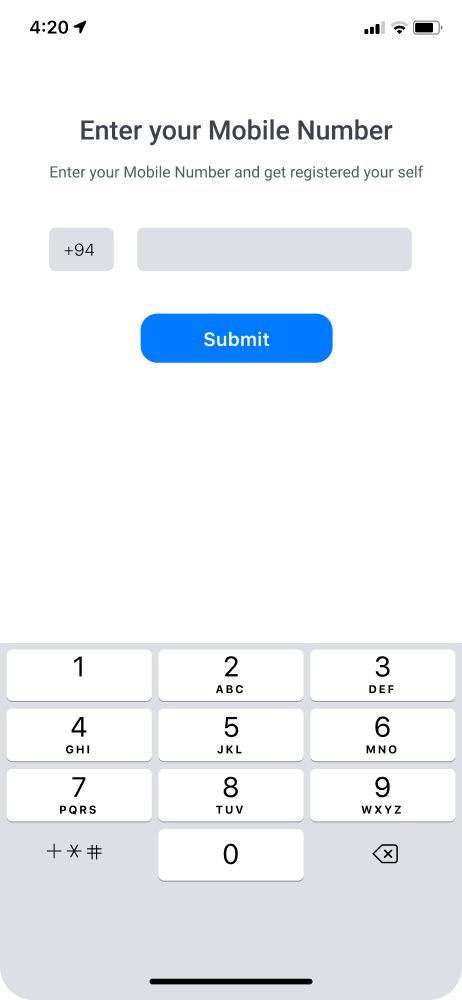 4:20
Enter your Mobile Number
Enter your Mobile Number and get registered your self
+94
Submit
1 2 3
ABC DEF
4 5 6
GHI JKL MNO
7 8 9
PQRS TUV WXYZ
+*# 0